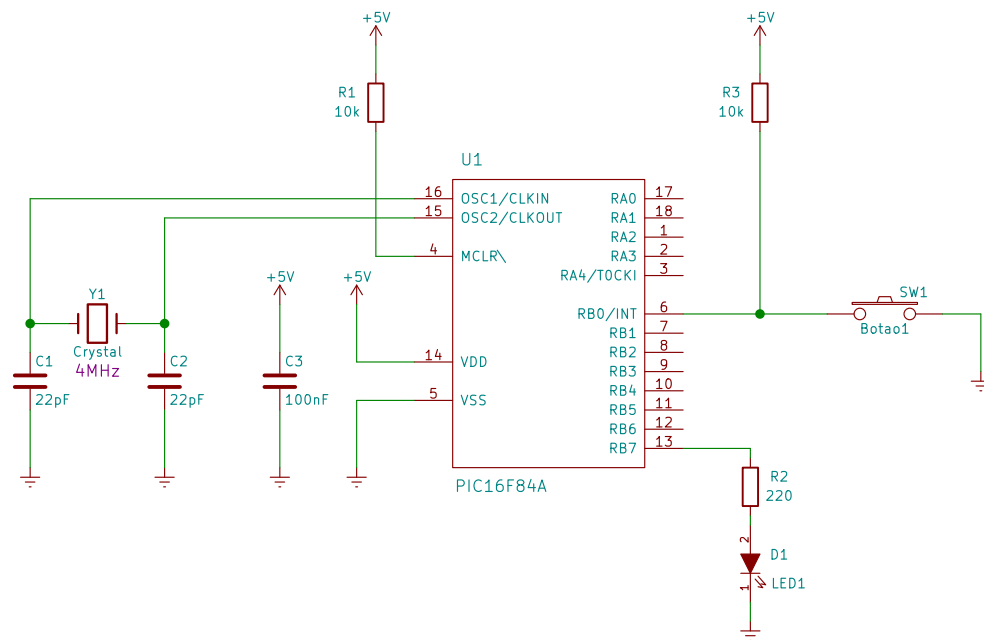 +5V
+5V
R1
10k
R3
10k
U1
16 OSC1/CLKIN
15 OSC2/CLKOUT
4 MCLR\
RA0 17
RA1 18
RA2 1
RA3 2
RA4/T0CKI 3
+5V
+5V
Y1
Crystal
4MHz
C1
22pF
C2
22pF
C3
100nF
14 VDD
5 VSS
RB0/INT 6
RB1 7
RB2 8
RB3 9
RB4 10
RB5 11
RB6 12
RB7 13
SW1
Botao1
PIC16F84A
R2
220
2
D1
LED1
1